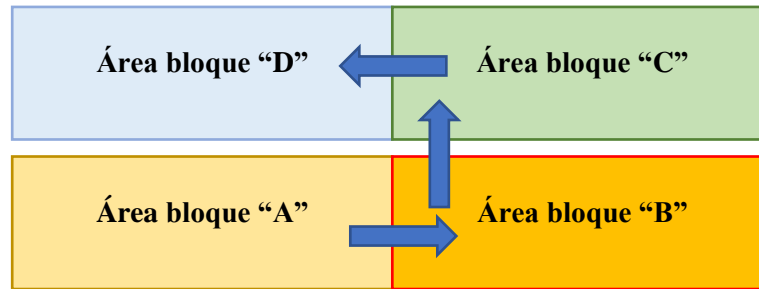 Área bloque “D”
Área bloque “C”
Área bloque “A”
Área bloque “B”